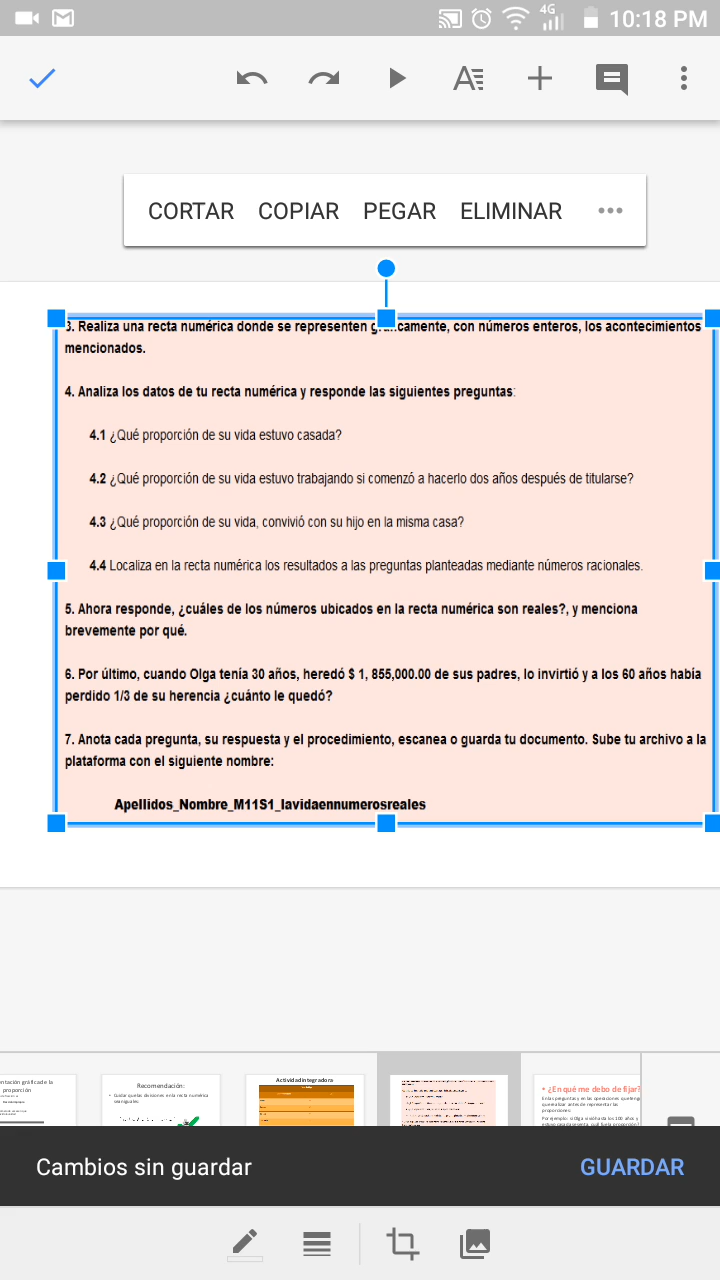 4G 10:18 PM
CORTAR COPIAR PEGAR ELIMINAR
3. Realiza una recta numérica donde se representen gráficamente, con números enteros, los acontecimientos
mencionados.
4. Analiza los datos de tu recta numérica y responde las siguientes preguntas:
4.1 ¿Qué proporción de su vida estuvo casada?
4.2 ¿Qué proporción de su vida estuvo trabajando si comenzó a hacerlo dos años después de titularse?
4.3 ¿Qué proporción de su vida, convivió con su hijo en la misma casa?
4.4 Localiza en la recta numérica los resultados a las preguntas planteadas mediante números racionales.
5. Ahora responde, ¿cuáles de los números ubicados en la recta numérica son reales?, y menciona
brevemente por qué.
6. Por último, cuando Olga tenía 30 años, heredó $ 1, 855,000.00 de sus padres, lo invirtió y a los 60 años había
perdido 1/3 de su herencia ¿cuánto le quedó?
7. Anota cada pregunta, su respuesta y el procedimiento, escanea o guarda tu documento. Sube tu archivo a la
plataforma con el siguiente nombre:
Apellidos_Nombre_M11S1_lavidaennumerosreales
proporción
Recomendación:
Actividad integradora
• ¿En qué me debo de fijar?
Cambios sin guardar GUARDAR